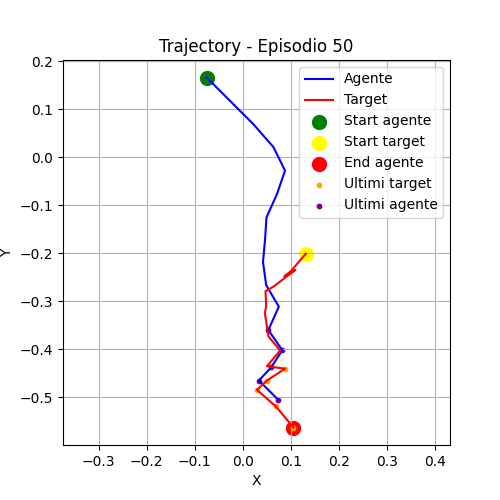 Trajectory - Episodio 50
Agente
Target
Start agente
Start target
End agente
Ultimi target
Ultimi agente
0.2
0.1
0.0
−0.1
−0.2
−0.3
−0.4
−0.5
Y
−0.3 −0.2 −0.1 0.0 0.1 0.2 0.3 0.4
X